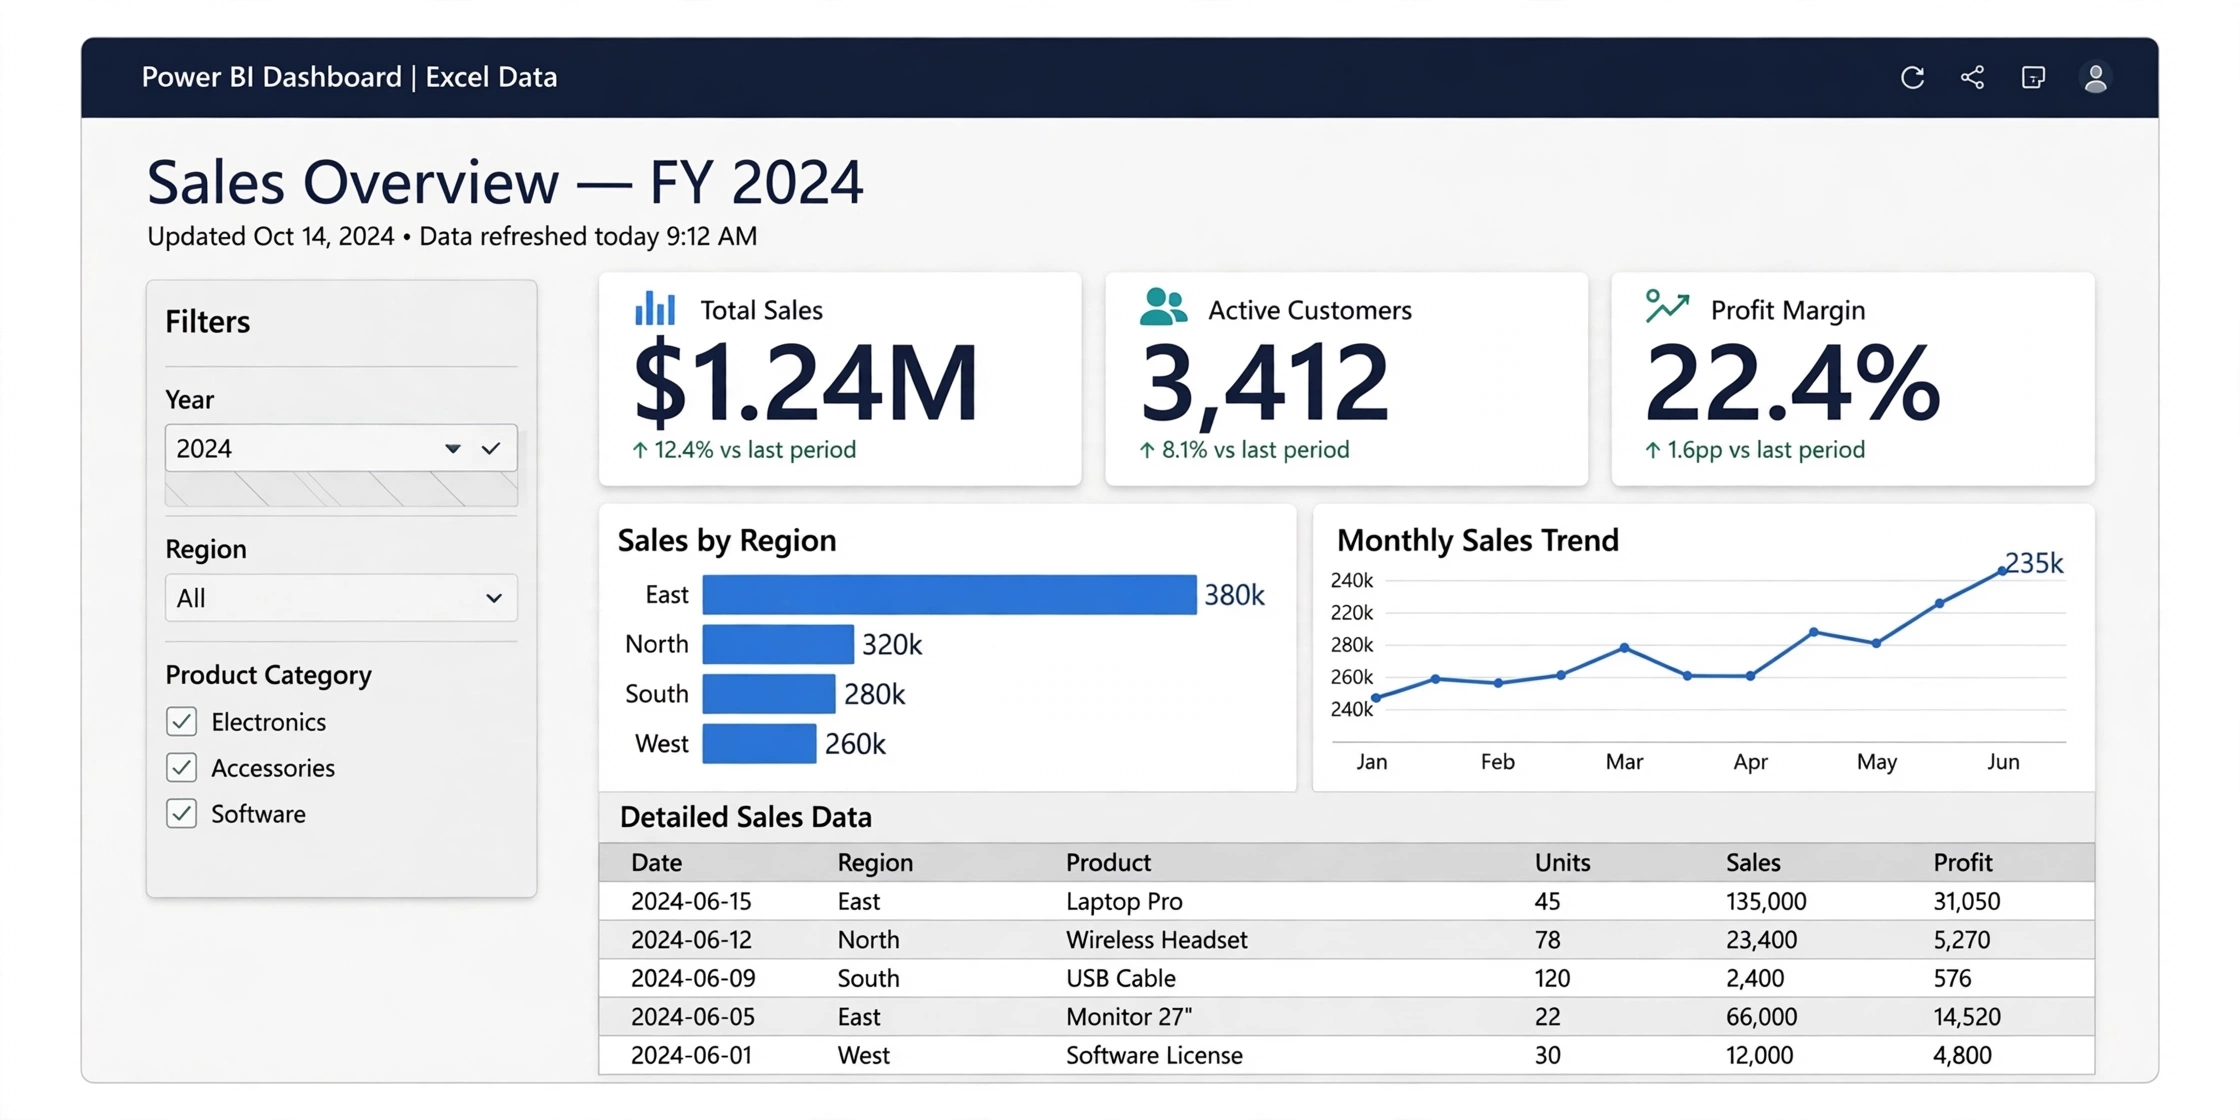 Power BI Dashboard | Excel Data
Sales Overview — FY 2024
Updated Oct 14, 2024 • Data refreshed today 9:12 AM
Filters
Year
2024
Region
All
Product Category
Electronics
Accessories
Software
Total Sales
$1.24M
↑ 12.4% vs last period
Active Customers
3,412
↑ 8.1% vs last period
Profit Margin
22.4%
↑ 1.6pp vs last period
Sales by Region
East 380k
North 320k
South 280k
West 260k
Monthly Sales Trend
235k
240k
220k
280k
260k
240k
Jan Feb Mar Apr May Jun
Detailed Sales Data
Date Region Product Units Sales Profit
2024-06-15 East Laptop Pro 45 135,000 31,050
2024-06-12 North Wireless Headset 78 23,400 5,270
2024-06-09 South USB Cable 120 2,400 576
2024-06-05 East Monitor 27" 22 66,000 14,520
2024-06-01 West Software License 30 12,000 4,800